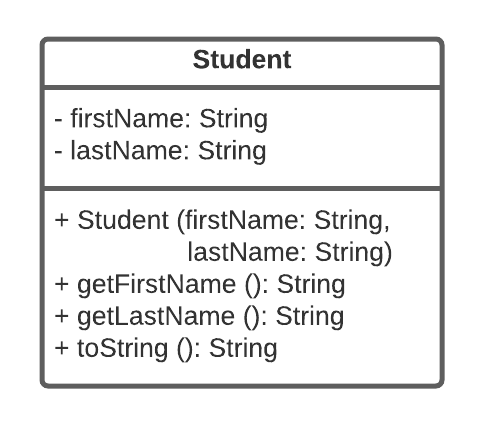 Student
- firstName: String
- lastName: String
+ Student (firstName: String,
lastName: String)
+ getFirstName (): String
+ getLastName (): String
+ toString (): String